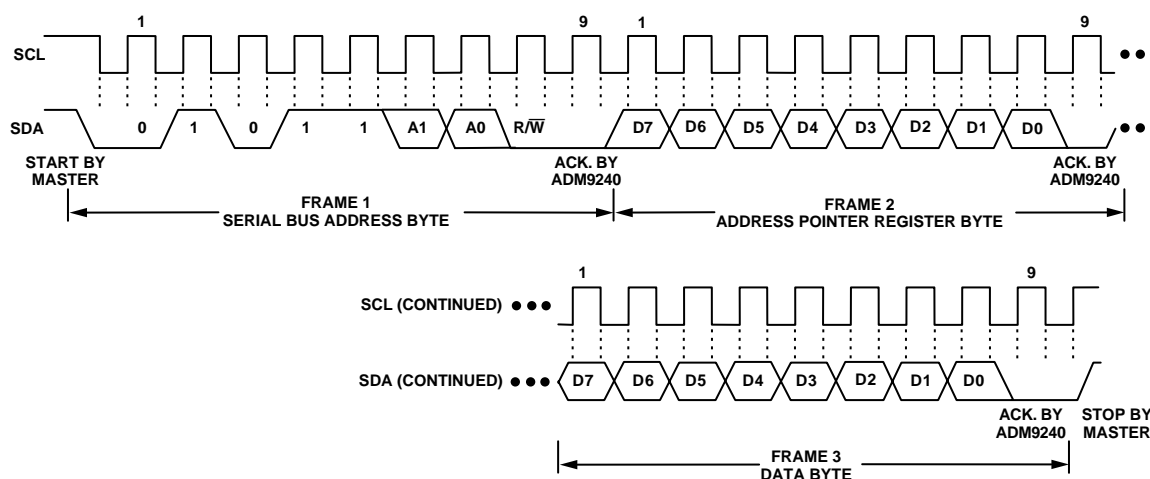 1 9 1 9
SCL
SDA 0 1 0 1 1 A1 A0 R/W̅ D7 D6 D5 D4 D3 D2 D1 D0
START BY
MASTER
ACK. BY
ADM9240
ACK. BY
ADM9240
FRAME 1
SERIAL BUS ADDRESS BYTE
FRAME 2
ADDRESS POINTER REGISTER BYTE
1 9
SCL (CONTINUED)
SDA (CONTINUED) D7 D6 D5 D4 D3 D2 D1 D0
ACK. BY
ADM9240
STOP BY
MASTER
FRAME 3
DATA BYTE